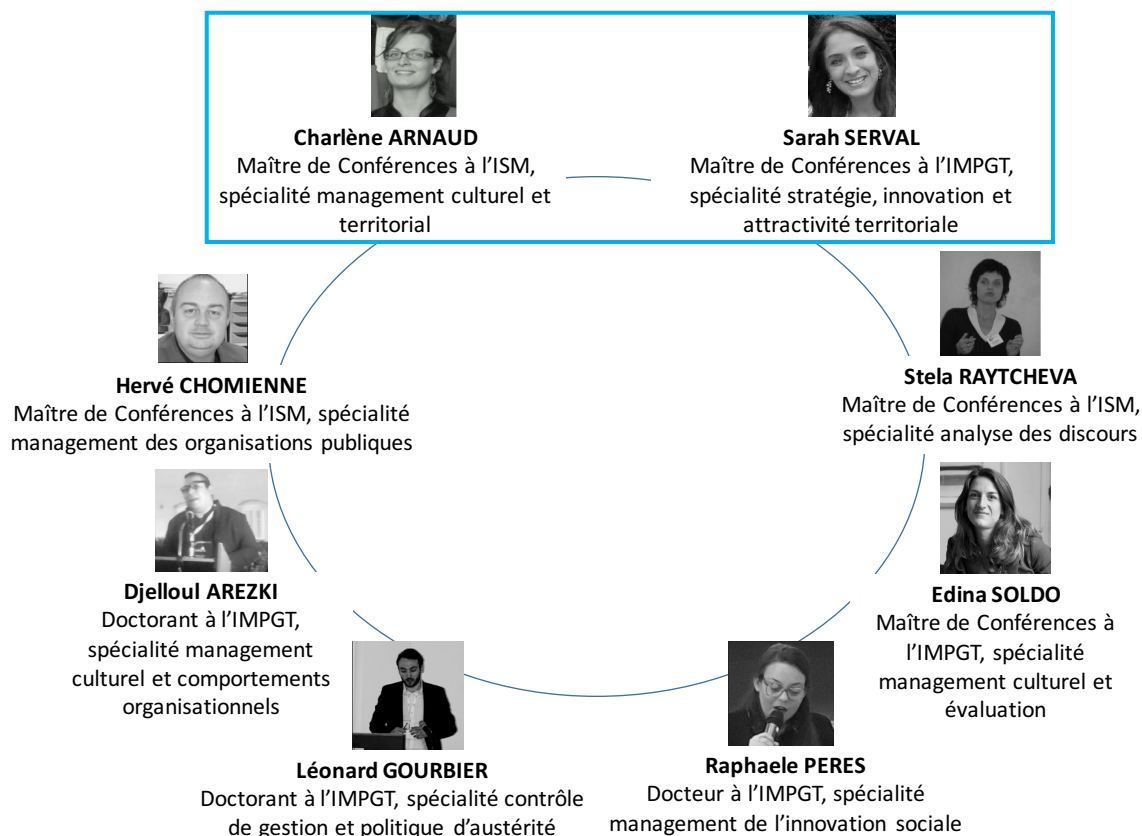 Charlène ARNAUD
Maître de Conférences à l'ISM,
spécialité management culturel et
territorial
Sarah SERVAL
Maître de Conférences à l'IMPGT,
spécialité stratégie, innovation et
attractivité territoriale
Hervé CHOMIENNE
Maître de Conférences à l'ISM, spécialité
management des organisations publiques
Stela RAYTCHEVA
Maître de Conférences à l'ISM,
spécialité analyse des discours
Djelloul AREZKI
Doctorant à l'IMPGT,
spécialité management
culturel et comportements
organisationnels
Edina SOLDO
Maître de Conférences à
l'IMPGT, spécialité
management culturel et
évaluation
Léonard GOURBIER
Doctorant à l'IMPGT, spécialité contrôle
de gestion et politique d'austérité
Raphaele PERES
Docteur à l'IMPGT, spécialité
management de l'innovation sociale